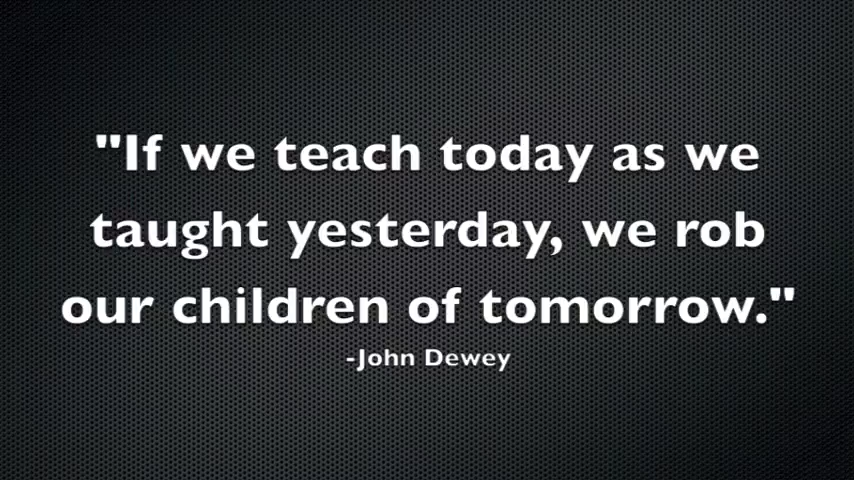 "If we teach today as we
taught yesterday, we rob
our children of tomorrow."
-John Dewey